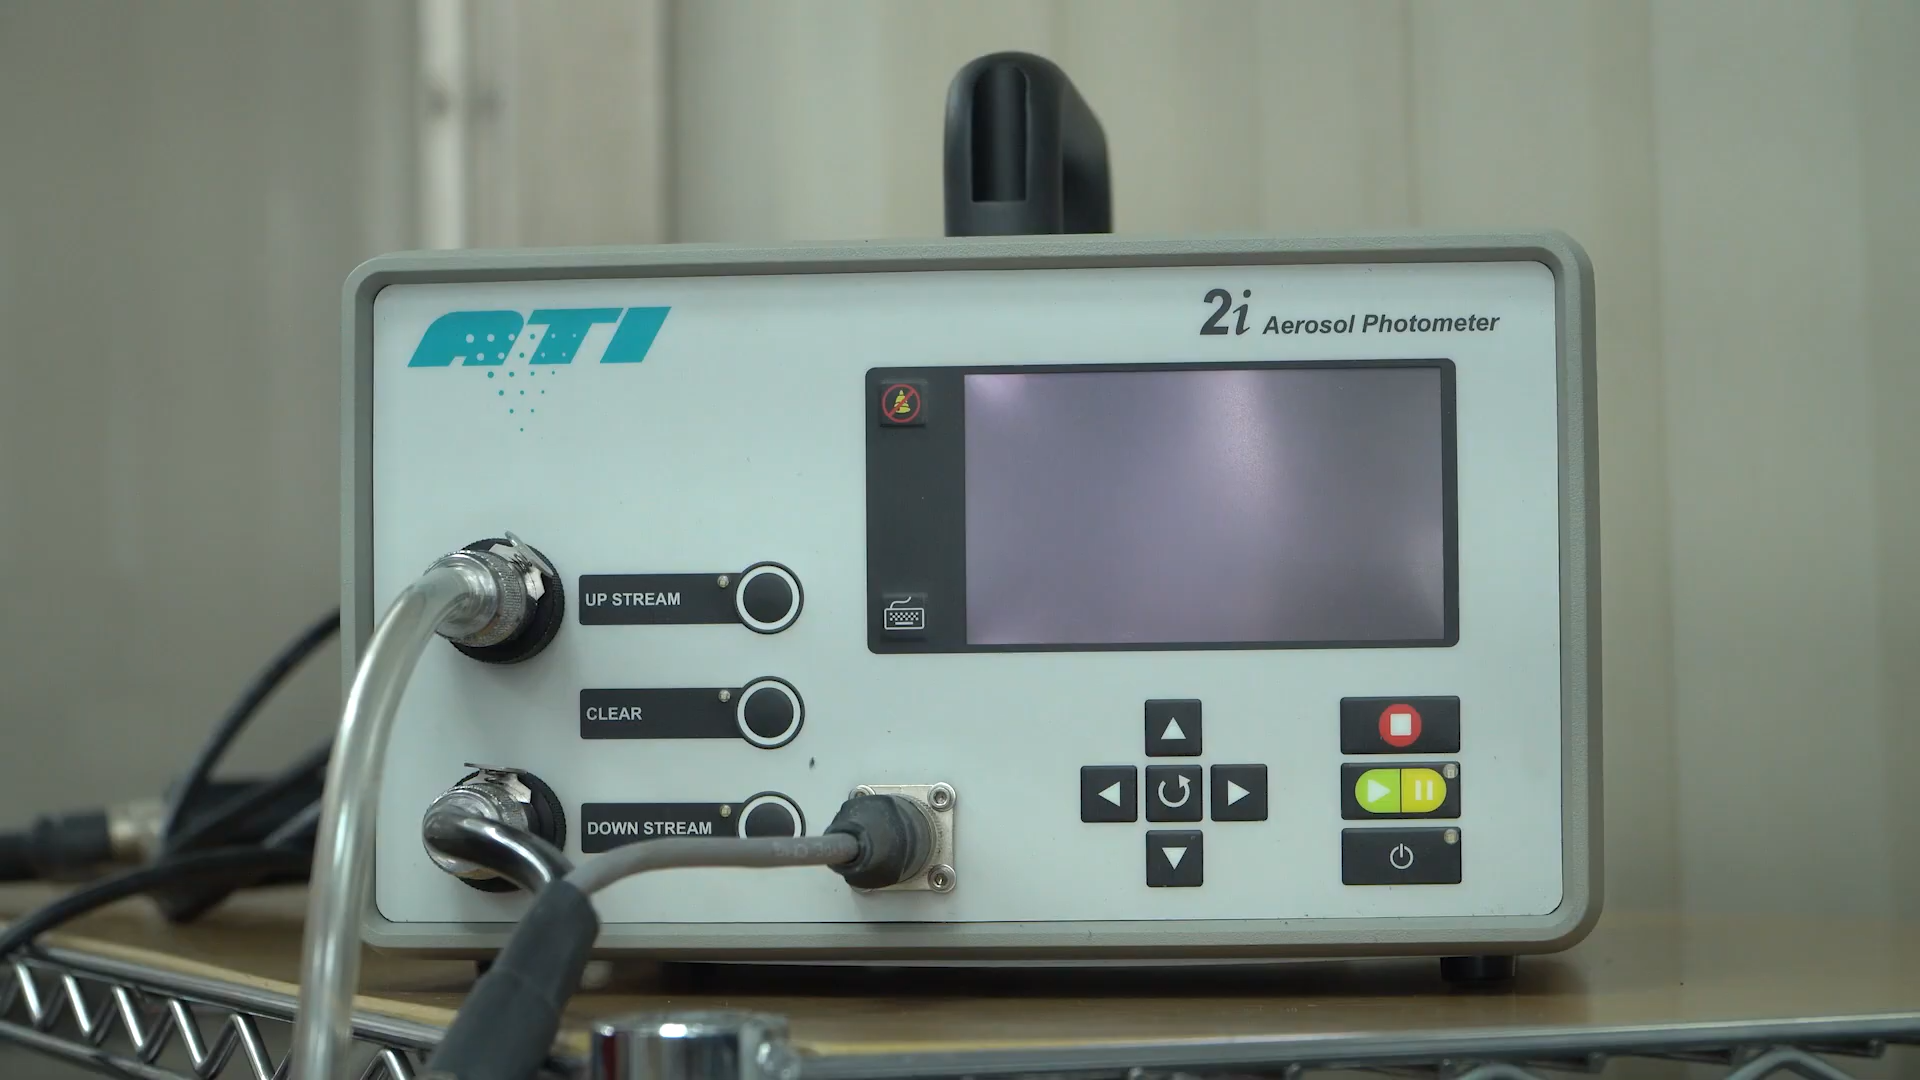 ATI
2i Aerosol Photometer
UP STREAM
CLEAR
DOWN STREAM